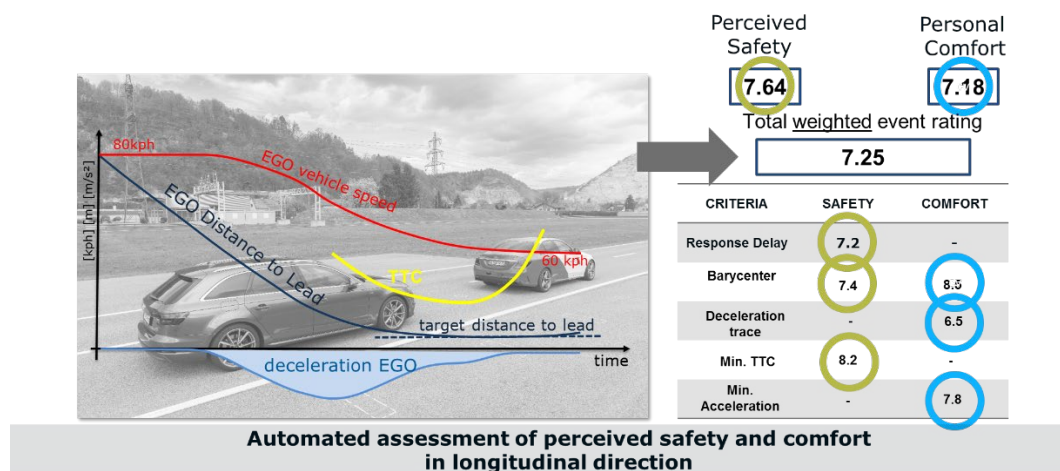 Perceived
Safety
Personal
Comfort
7.64
7.18
Total weighted event rating
7.25
80kph
EGO vehicle speed
[kph] [m] [m/s²]
EGO Distance to Lead
TTC
60 kph
target distance to lead
time
deceleration EGO
CRITERIA SAFETY COMFORT
Response Delay 7.2 -
Barycenter 7.4 8.5
Deceleration
trace - 6.5
Min. TTC 8.2 -
Min.
Acceleration - 7.8
Automated assessment of perceived safety and comfort
in longitudinal direction